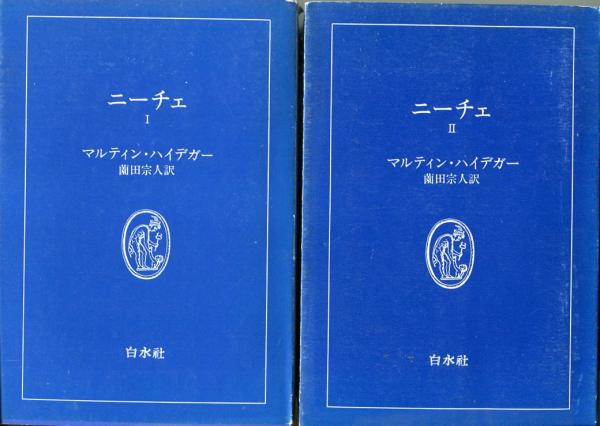 ニーチェ
I
マルティン・ハイデガー
薗田宗人訳
白水社
ニーチェ
II
マルティン・ハイデガー
薗田宗人訳
白水社